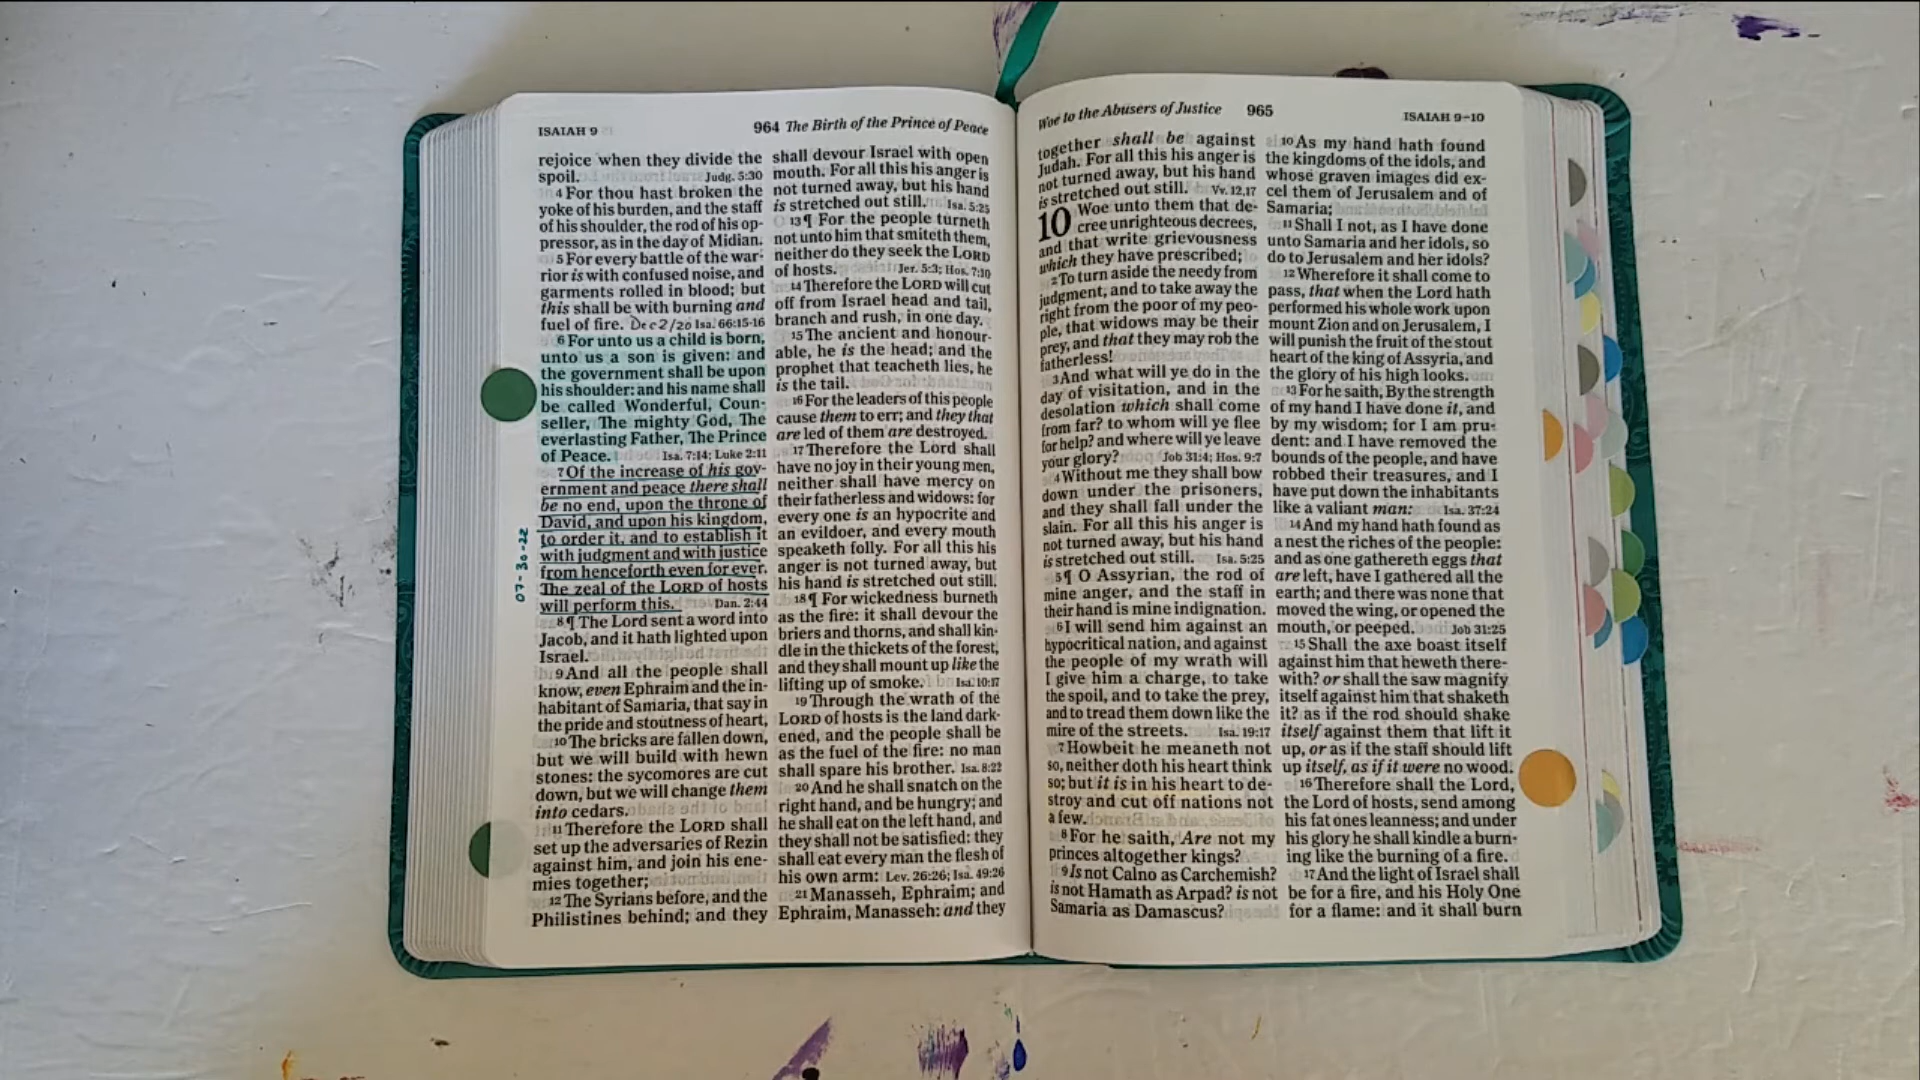 ISAIAH 9
964 The Birth of the Prince of Peace
rejoice when they divide the
spoil. Judg. 5:30
4 For thou hast broken the
yoke of his burden, and the staff
of his shoulder, the rod of his op-
pressor, as in the day of Midian.
5 For every battle of the war-
rior is with confused noise, and
garments rolled in blood; but
this shall be with burning and
fuel of fire. Dec 2/20 Isa. 66:15-16
6 For unto us a child is born,
unto us a son is given: and
the government shall be upon
his shoulder: and his name shall
be called Wonderful, Coun-
seller, The mighty God, The
everlasting Father, The Prince
of Peace. Isa. 7:14; Luke 2:11
7 Of the increase of his gov-
ernment and peace there shall
be no end, upon the throne of
David, and upon his kingdom,
to order it, and to establish it
with judgment and with justice
from henceforth even for ever.
The zeal of the LORD of hosts
will perform this. Dan. 2:44
07-30-22
8 ¶ The Lord sent a word into
Jacob, and it hath lighted upon
Israel.
9 And all the people shall
know, even Ephraim and the in-
habitant of Samaria, that say in
the pride and stoutness of heart,
10 The bricks are fallen down,
but we will build with hewn
stones: the sycomores are cut
down, but we will change them
into cedars.
11 Therefore the LORD shall
set up the adversaries of Rezin
against him, and join his ene-
mies together;
12 The Syrians before, and the
Philistines behind; and they
shall devour Israel with open
mouth. For all this his anger is
not turned away, but his hand
is stretched out still. Isa. 5:25
13 ¶ For the people turneth
not unto him that smiteth them,
neither do they seek the LORD
of hosts. Jer. 5:3; Hos. 7:10
14 Therefore the LORD will cut
off from Israel head and tail,
branch and rush, in one day.
15 The ancient and honour-
able, he is the head; and the
prophet that teacheth lies, he
is the tail.
16 For the leaders of this people
cause them to err; and they that
are led of them are destroyed.
17 Therefore the Lord shall
have no joy in their young men,
neither shall have mercy on
their fatherless and widows: for
every one is an hypocrite and
an evildoer, and every mouth
speaketh folly. For all this his
anger is not turned away, but
his hand is stretched out still.
18 ¶ For wickedness burneth
as the fire: it shall devour the
briers and thorns, and shall kin-
dle in the thickets of the forest,
and they shall mount up like the
lifting up of smoke. Isa. 10:17
19 Through the wrath of the
LORD of hosts is the land dark-
ened, and the people shall be
as the fuel of the fire: no man
shall spare his brother. Isa. 8:22
20 And he shall snatch on the
right hand, and be hungry; and
he shall eat on the left hand, and
they shall not be satisfied: they
shall eat every man the flesh of
his own arm: Lev. 26:26; Isa. 49:26
21 Manasseh, Ephraim; and
Ephraim, Manasseh: and they
Woe to the Abusers of Justice 965
ISAIAH 9–10
together shall be against
Judah. For all this his anger is
not turned away, but his hand
is stretched out still. Vv. 12,17
10 Woe unto them that de-
cree unrighteous decrees,
and that write grievousness
which they have prescribed;
2 To turn aside the needy from
judgment, and to take away the
right from the poor of my peo-
ple, that widows may be their
prey, and that they may rob the
fatherless!
3 And what will ye do in the
day of visitation, and in the
desolation which shall come
from far? to whom will ye flee
for help? and where will ye leave
your glory? Job 31:4; Hos. 9:7
4 Without me they shall bow
down under the prisoners,
and they shall fall under the
slain. For all this his anger is
not turned away, but his hand
is stretched out still. Isa. 5:25
5 ¶ O Assyrian, the rod of
mine anger, and the staff in
their hand is mine indignation.
6 I will send him against an
hypocritical nation, and against
the people of my wrath will
I give him a charge, to take
the spoil, and to take the prey,
and to tread them down like the
mire of the streets. Isa. 19:17
7 Howbeit he meaneth not
so, neither doth his heart think
so; but it is in his heart to de-
stroy and cut off nations not
a few.
8 For he saith, Are not my
princes altogether kings?
9 Is not Calno as Carchemish?
is not Hamath as Arpad? is not
Samaria as Damascus?
10 As my hand hath found
the kingdoms of the idols, and
whose graven images did ex-
cel them of Jerusalem and of
Samaria;
11 Shall I not, as I have done
unto Samaria and her idols, so
do to Jerusalem and her idols?
12 Wherefore it shall come to
pass, that when the Lord hath
performed his whole work upon
mount Zion and on Jerusalem, I
will punish the fruit of the stout
heart of the king of Assyria, and
the glory of his high looks.
13 For he saith, By the strength
of my hand I have done it, and
by my wisdom; for I am pru-
dent: and I have removed the
bounds of the people, and have
robbed their treasures, and I
have put down the inhabitants
like a valiant man: Isa. 37:24
14 And my hand hath found as
a nest the riches of the people:
and as one gathereth eggs that
are left, have I gathered all the
earth; and there was none that
moved the wing, or opened the
mouth, or peeped. Job 31:25
15 Shall the axe boast itself
against him that heweth there-
with? or shall the saw magnify
itself against him that shaketh
it? as if the rod should shake
itself against them that lift it
up, or as if the staff should lift
up itself, as if it were no wood.
16 Therefore shall the Lord,
the Lord of hosts, send among
his fat ones leanness; and under
his glory he shall kindle a burn-
ing like the burning of a fire.
17 And the light of Israel shall
be for a fire, and his Holy One
for a flame: and it shall burn